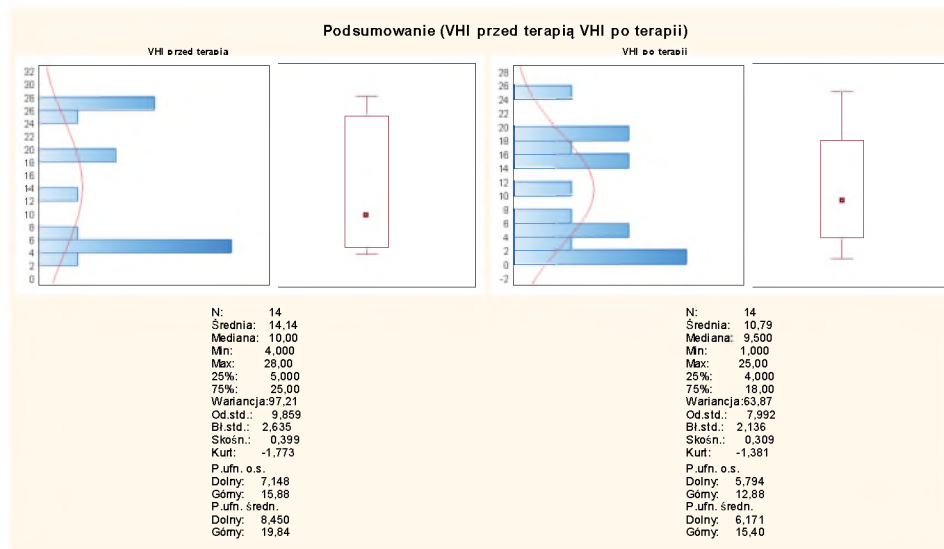 Podsumowanie (VHI przed terapią VHI po terapii)
VHI przed terapią
32
30
28
26
24
22
20
18
16
14
12
10
8
6
4
2
0
VHI po terapii
28
26
24
22
20
18
16
14
12
10
8
6
4
2
0
-2
N: 14
Średnia: 14,14
Mediana: 10,00
Min: 4,000
Max: 28,00
25%: 5,000
75%: 25,00
Wariancja:97,21
Od.std.: 9,859
Bł.std.: 2,635
Skośn.: 0,399
Kurt: -1,773
P.ufn. o.s.
Dolny: 7,148
Górny: 15,88
P.ufn. średn.
Dolny: 8,450
Górny: 19,84
N: 14
Średnia: 10,79
Mediana: 9,500
Min: 1,000
Max: 25,00
25%: 4,000
75%: 18,00
Wariancja:63,87
Od.std.: 7,992
Bł.std.: 2,136
Skośn.: 0,309
Kurt: -1,381
P.ufn. o.s.
Dolny: 5,794
Górny: 12,88
P.ufn. średn.
Dolny: 6,171
Górny: 15,40